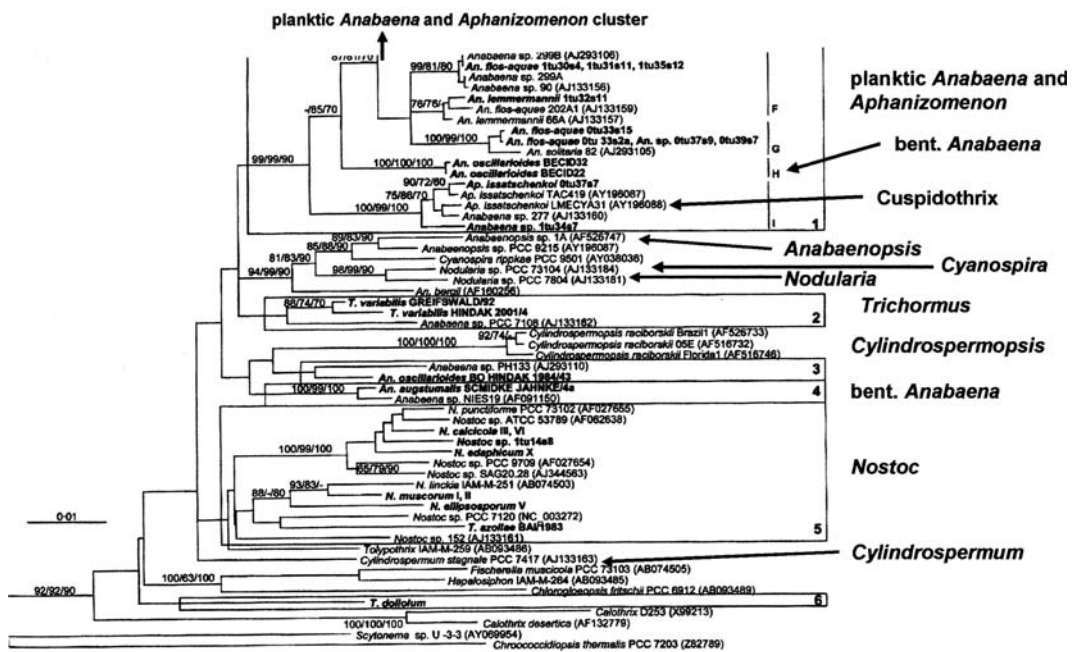 planktic Anabaena and Aphanizomenon cluster
87/81/70
Anabaena sp. 299B (AJ293106)
99/81/80
An. flos-aquae 1tu30s4, 1tu31s11, 1tu35s12
Anabaena sp. 299A
Anabaena sp. 90 (AJ133156)
-/85/70
An. lemmermannii 1tu32s11
76/76/-
An. flos-aquae 202A1 (AJ133159)
F
An. lemmermannii 66A (AJ133157)
planktic Anabaena and
Aphanizomenon
An. flos-aquae 0tu33s15
100/99/100
An. flos-aquae 0tu 33s2a, An. sp. 0tu37s9, 0tu39s7
G
An. solitaria 82 (AJ293105)
bent. Anabaena
99/99/90
100/100/100
An. oscillarioides BECID32
H
An. oscillarioides BECID22
90/72/60
Ap. issatschenkoi 0tu37s7
75/86/70
Ap. issatschenkoi TAC419 (AY196087)
Ap. issatschenkoi LMECYA31 (AY196088)
Cuspidothrix
100/99/100
Anabaena sp. 277 (AJ133160)
Anabaena sp. 1tu34s7
I
1
89/83/90
Anabaenopsis sp. 1A (AF526747)
Anabaenopsis
85/88/90
Anabaenopsis sp. PCC 9215 (AY196087)
81/83/90
Cyanospira rippkae PCC 9501 (AY038036)
Cyanospira
98/99/90
Nodularia sp. PCC 73104 (AJ133184)
94/99/90
Nodularia sp. PCC 7804 (AJ133181)
Nodularia
An. bergii (AF160256)
88/74/70
T. variabilis GREIFSWALD/92
Trichormus
T. variabilis HINDAK 2001/4
2
Anabaena sp. PCC 7108 (AJ133162)
92/74/-
Cylindrospermopsis raciborskii Brazil1 (AF526733)
100/100/100
Cylindrospermopsis raciborskii 05E (AF516732)
Cylindrospermopsis
Cylindrospermopsis raciborskii Florida1 (AF516746)
Anabaena sp. PH133 (AJ293110)
3
An. oscillarioides BO HINDAK 1984/43
100/99/100
An. augstumalis SCMIDKE JAHNKE/4a
4
bent. Anabaena
Anabaena sp. NIES19 (AF091150)
N. punctiforme PCC 73102 (AF027655)
Nostoc sp. ATCC 53789 (AF062638)
N. calcicola III, VI
Nostoc sp. 1tu14s8
100/99/100
N. edaphicum X
Nostoc sp. PCC 9709 (AF027654)
Nostoc
65/79/90
Nostoc sp. SAG20.28 (AJ344563)
93/83/-
N. linckia IAM-M-251 (AB074503)
88/-/80
N. muscorum I, II
N. ellipsosporum V
0·01
Nostoc sp. PCC 7120 (NC_003272)
T. azollae BAI/1983
5
Nostoc sp. 152 (AJ133161)
Tolypothrix IAM-M-259 (AB093486)
Cylindrospermum stagnale PCC 7417 (AJ133163)
Cylindrospermum
Fischerella muscicola PCC 73103 (AB074505)
100/63/100
Hapalosiphon IAM-M-264 (AB093485)
Chlorogloeopsis fritschii PCC 6912 (AB093489)
92/92/90
T. doliolum
6
Calothrix D253 (X99213)
100/100/100
Calothrix desertica (AF132779)
Scytonema sp. U -3-3 (AY069954)
Chroococcidiopsis thermalis PCC 7203 (Z82789)